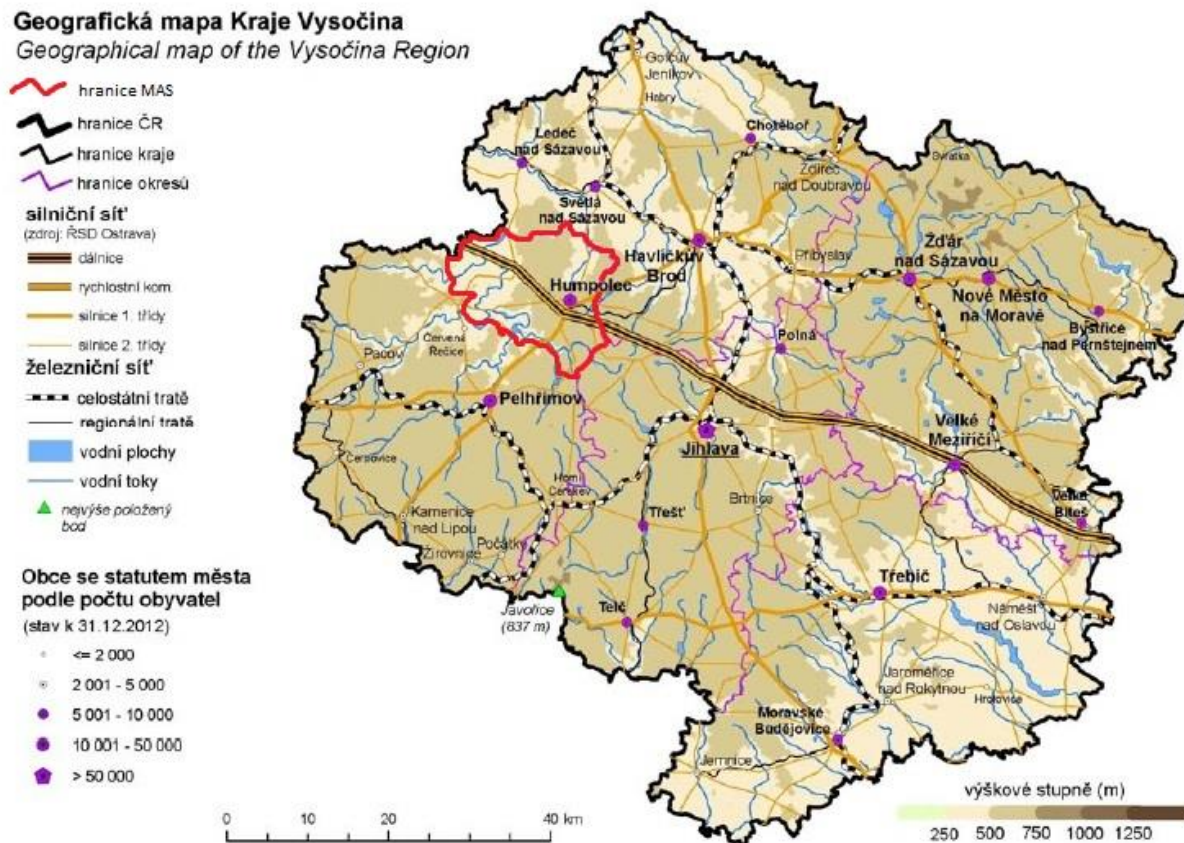 Geografická mapa Kraje Vysočina
Geographical map of the Vysočina Region
hranice MAS
hranice ČR
hranice kraje
hranice okresů
silniční síť
(zdroj: ŘSD Ostrava)
dálnice
rychlostní kom.
silnice 1. třídy
silnice 2. třídy
železniční síť
celostátní tratě
regionální tratě
vodní plochy
vodní toky
nejvýše položený
bod
Obce se statutem města
podle počtu obyvatel
(stav k 31.12.2012)
<= 2 000
2 001 - 5 000
5 001 - 10 000
10 001 - 50 000
> 50 000
0
10
20
40 km
Golčův
Jeníkov
Habry
Chotěboř
Ledeč
nad Sázavou
Ždírec
nad Doubravou
Svratka
Světlá
nad Sázavou
Havlíčkův
Brod
Přibyslav
Žďár
nad Sázavou
Humpolec
Nové Město
na Moravě
Bystřice
nad Pernštejnem
Polná
Červená
Řečice
Pacov
Pelhřimov
Jihlava
Velké
Meziříčí
Černovice
Horní
Cerekev
Brtnice
Velká
Bíteš
Kamenice
nad Lipou
Třešť
Počátky
Žirovnice
Třebíč
Javořice
(837 m)
Telč
Náměšť
nad Oslavou
Jaroměřice
nad Rokytnou
Hrotovice
Moravské
Budějovice
Jemnice
výškové stupně (m)
250 500 750 1000 1250